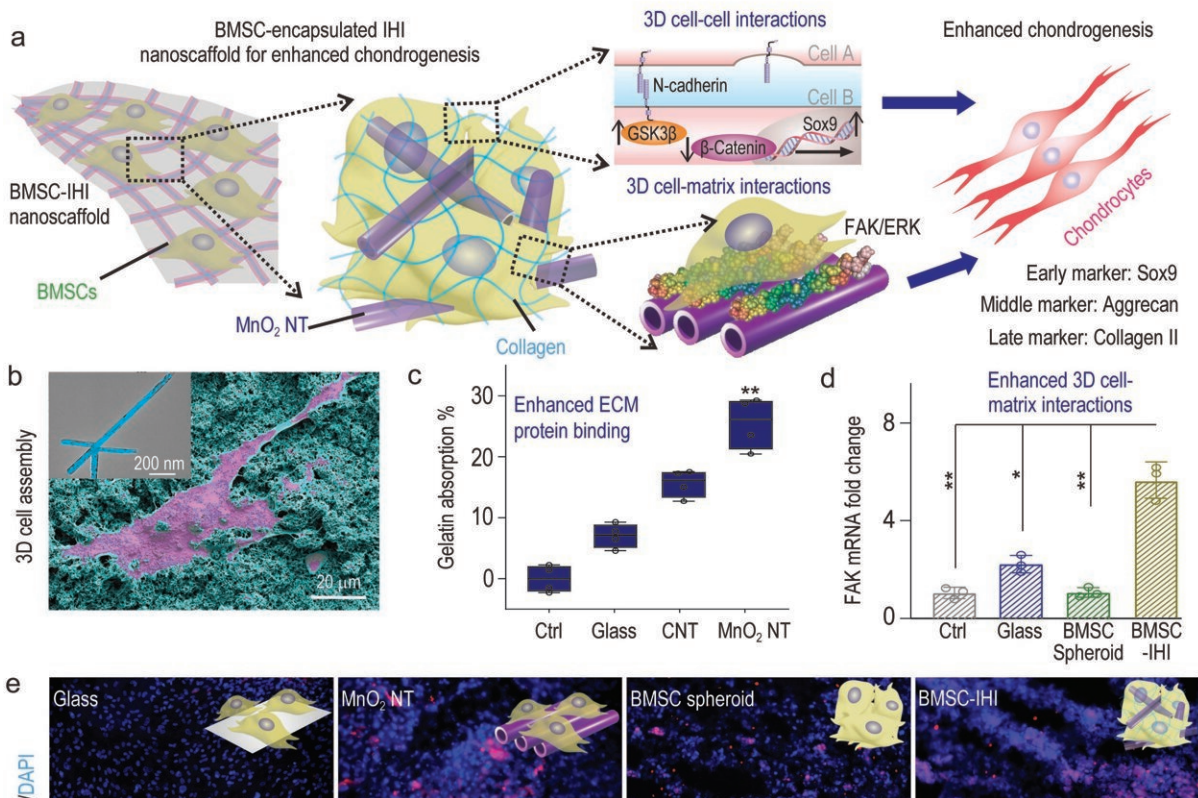 a
BMSC-encapsulated IHI
nanoscaffold for enhanced chondrogenesis
BMSC-IHI
nanoscaffold
BMSCs
MnO₂ NT
Collagen
3D cell-cell interactions
Cell A
N-cadherin
Cell B
GSK3β
β-Catenin
Sox9
3D cell-matrix interactions
FAK/ERK
Enhanced chondrogenesis
Chondrocytes
Early marker: Sox9
Middle marker: Aggrecan
Late marker: Collagen II
b
3D cell assembly
200 nm
20 μm
c
Gelatin absorption %
30
20
10
0
Enhanced ECM
protein binding
**
Ctrl
Glass
CNT
MnO₂ NT
d
FAK mRNA fold change
8
4
0
Enhanced 3D cell-
matrix interactions
**
*
**
Ctrl
Glass
BMSC
Spheroid
BMSC
-IHI
e
/DAPI
Glass
MnO₂ NT
BMSC spheroid
BMSC-IHI